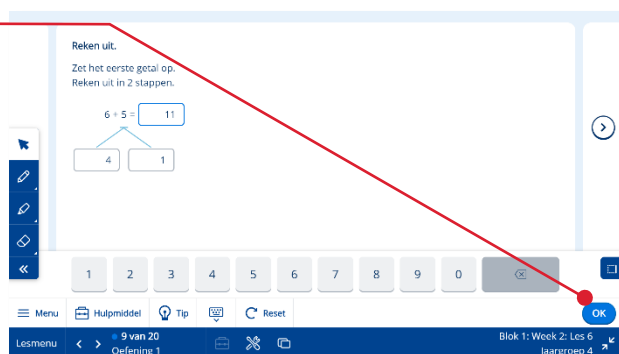 Reken uit.
Zet het eerste getal op.
Reken uit in 2 stappen.
6 + 5 = 11
4 1
1 2 3 4 5 6 7 8 9 0
Menu Hulpmiddel Tip Reset OK
Lesmenu 9 van 20 Blok 1: Week 2: Les 6
Oefening 1 Jaargroep 4